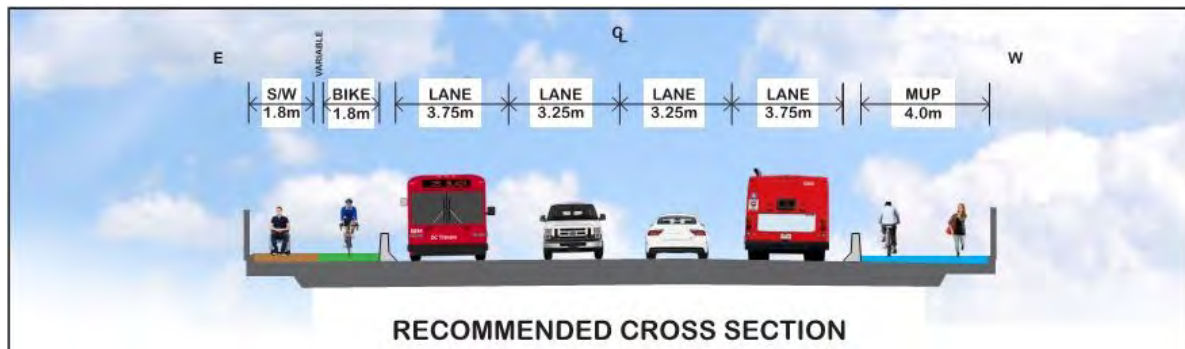 ℄
E
W
VARIABLE
S/W
1.8m
BIKE
1.8m
LANE
3.75m
LANE
3.25m
LANE
3.25m
LANE
3.75m
MUP
4.0m
RECOMMENDED CROSS SECTION